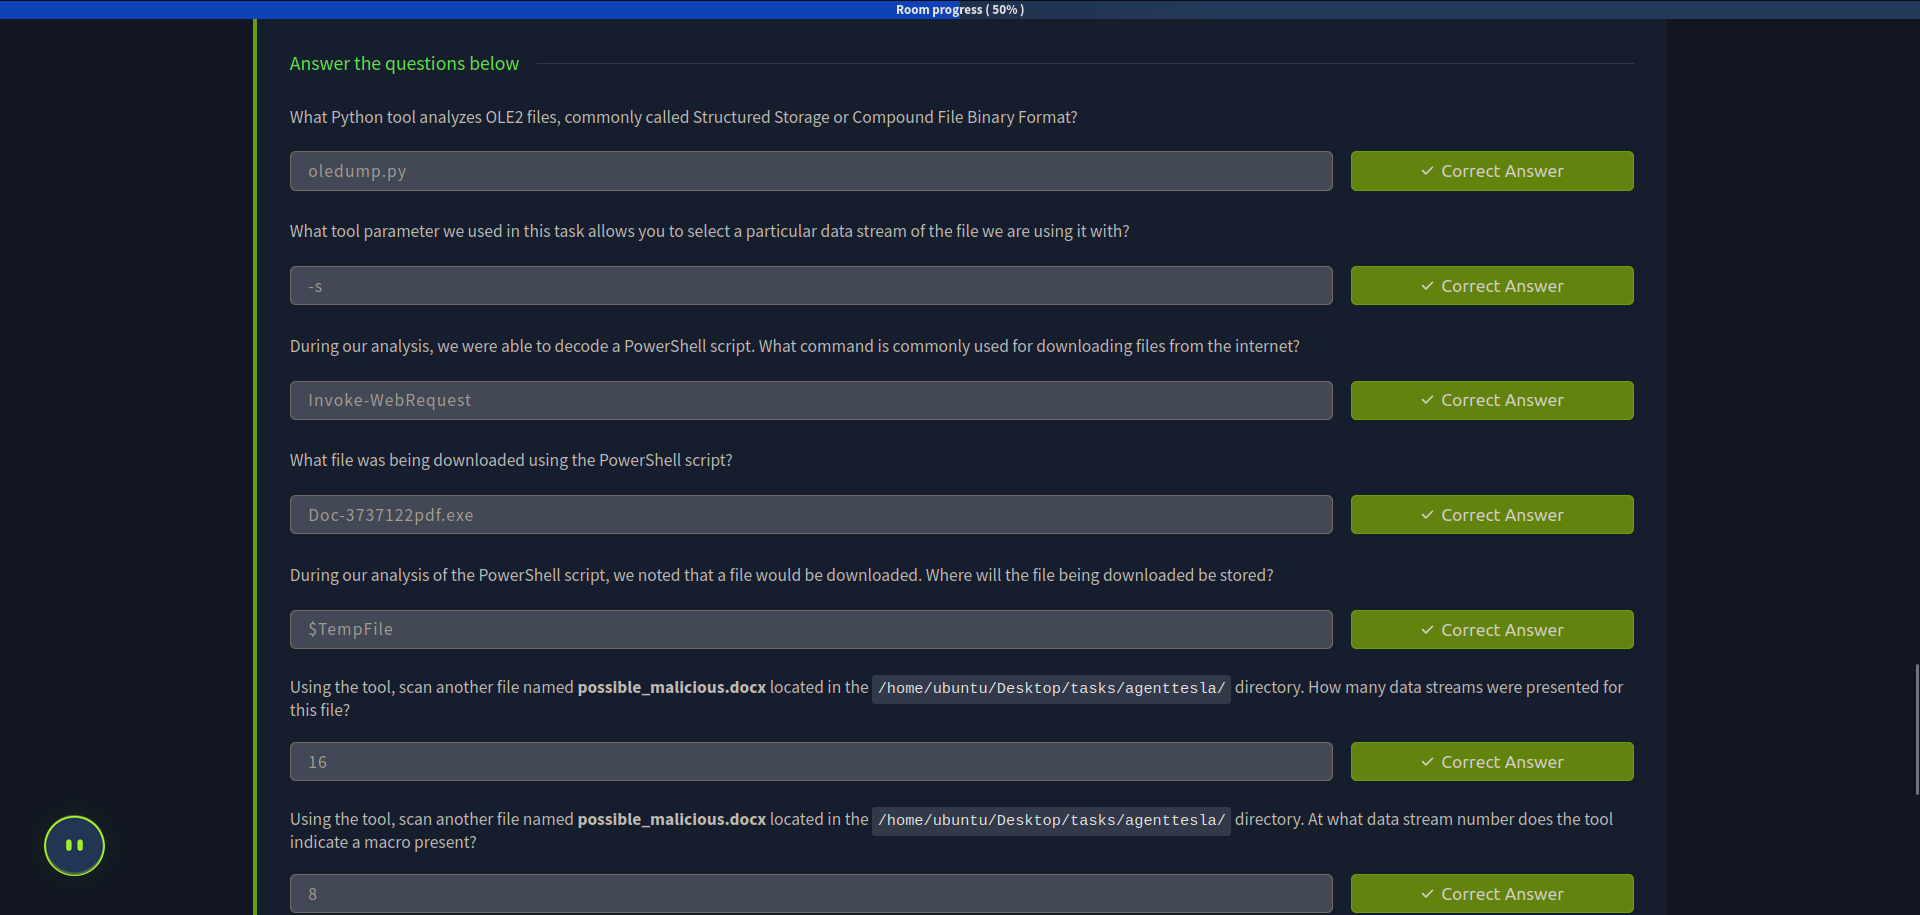 Room progress ( 50% )
Answer the questions below
What Python tool analyzes OLE2 files, commonly called Structured Storage or Compound File Binary Format?
oledump.py
Correct Answer
What tool parameter we used in this task allows you to select a particular data stream of the file we are using it with?
-s
Correct Answer
During our analysis, we were able to decode a PowerShell script. What command is commonly used for downloading files from the internet?
Invoke-WebRequest
Correct Answer
What file was being downloaded using the PowerShell script?
Doc-3737122pdf.exe
Correct Answer
During our analysis of the PowerShell script, we noted that a file would be downloaded. Where will the file being downloaded be stored?
$TempFile
Correct Answer
Using the tool, scan another file named possible_malicious.docx located in the /home/ubuntu/Desktop/tasks/agenttesla/ directory. How many data streams were presented for
this file?
16
Correct Answer
Using the tool, scan another file named possible_malicious.docx located in the /home/ubuntu/Desktop/tasks/agenttesla/ directory. At what data stream number does the tool
indicate a macro present?
8
Correct Answer